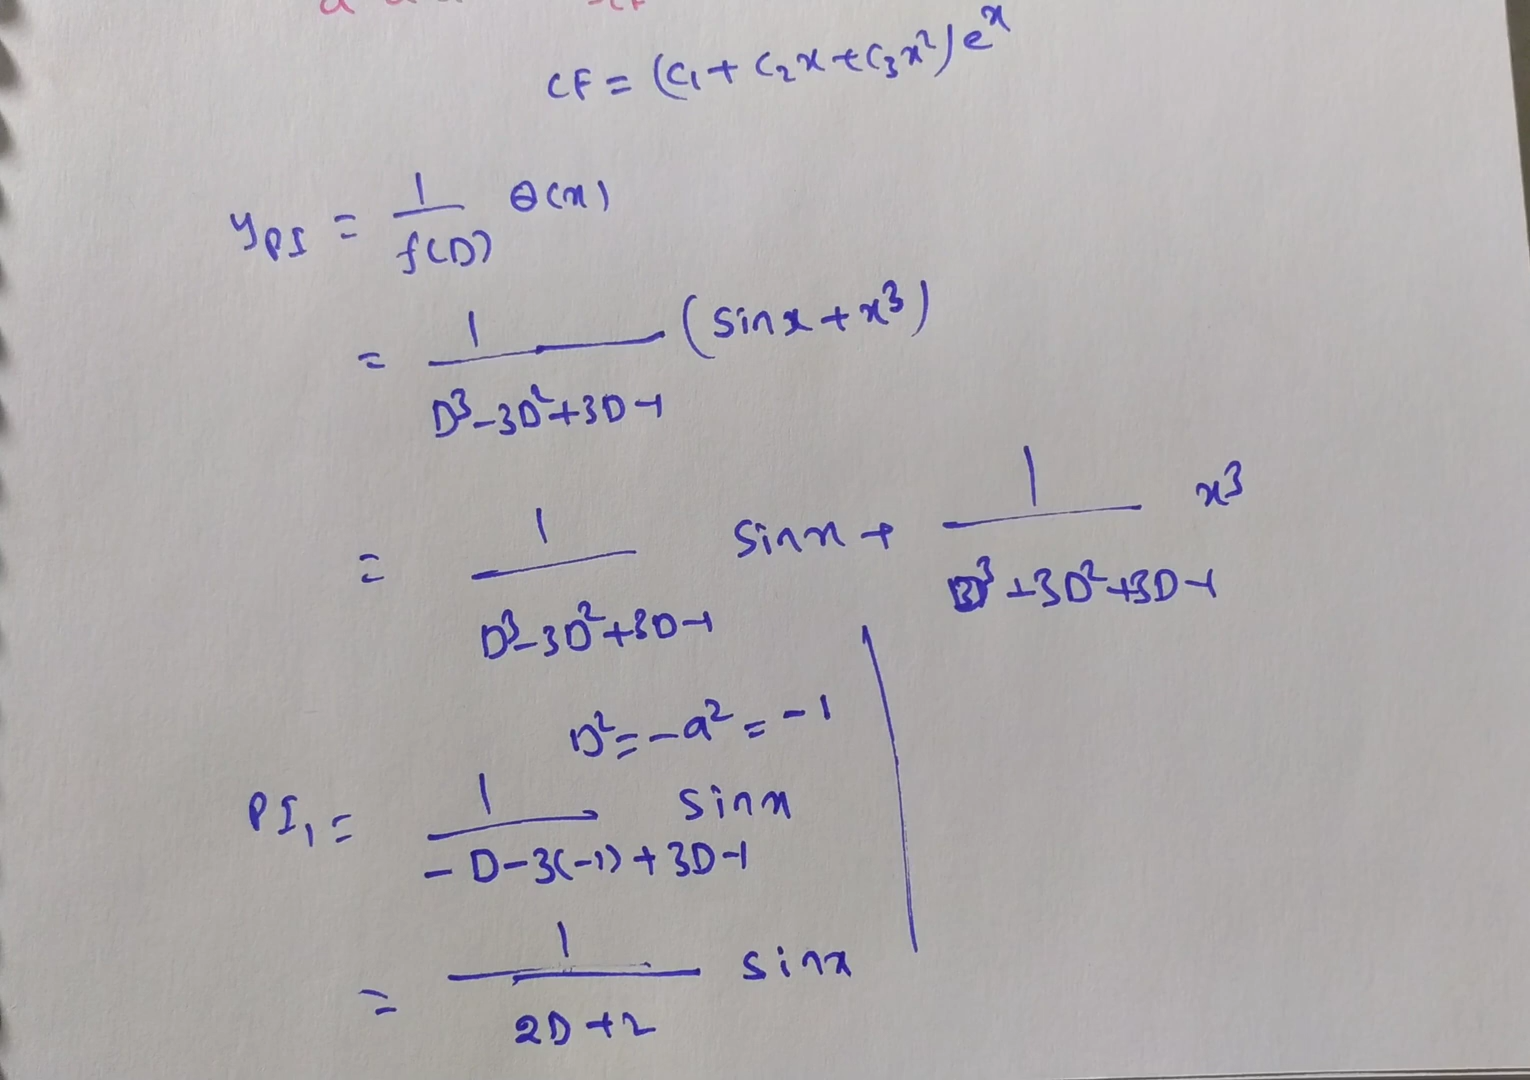 CF = (C₁ + C₂x + C₃x²) eˣ
y_PI = 1/f(D) θ(x)
= 1/(D³-3D²+3D-1) (sinx + x³)
= 1/(D³-3D²+3D-1) sinx + 1/(D³+3D²+3D-1) x³
D² = -a² = -1
PI₁ = 1/(-D-3(-1)+3D-1) sinx
= 1/(2D+2) sinx